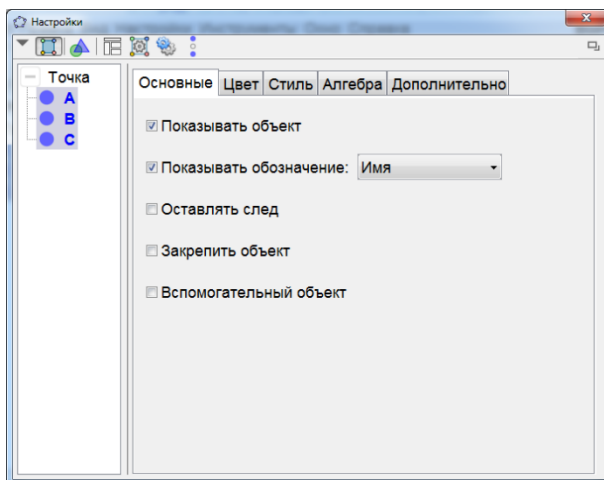 Настройки
Точка
A
B
C
Основные Цвет Стиль Алгебра Дополнительно
Показывать объект
Показывать обозначение: Имя
Оставлять след
Закрепить объект
Вспомогательный объект